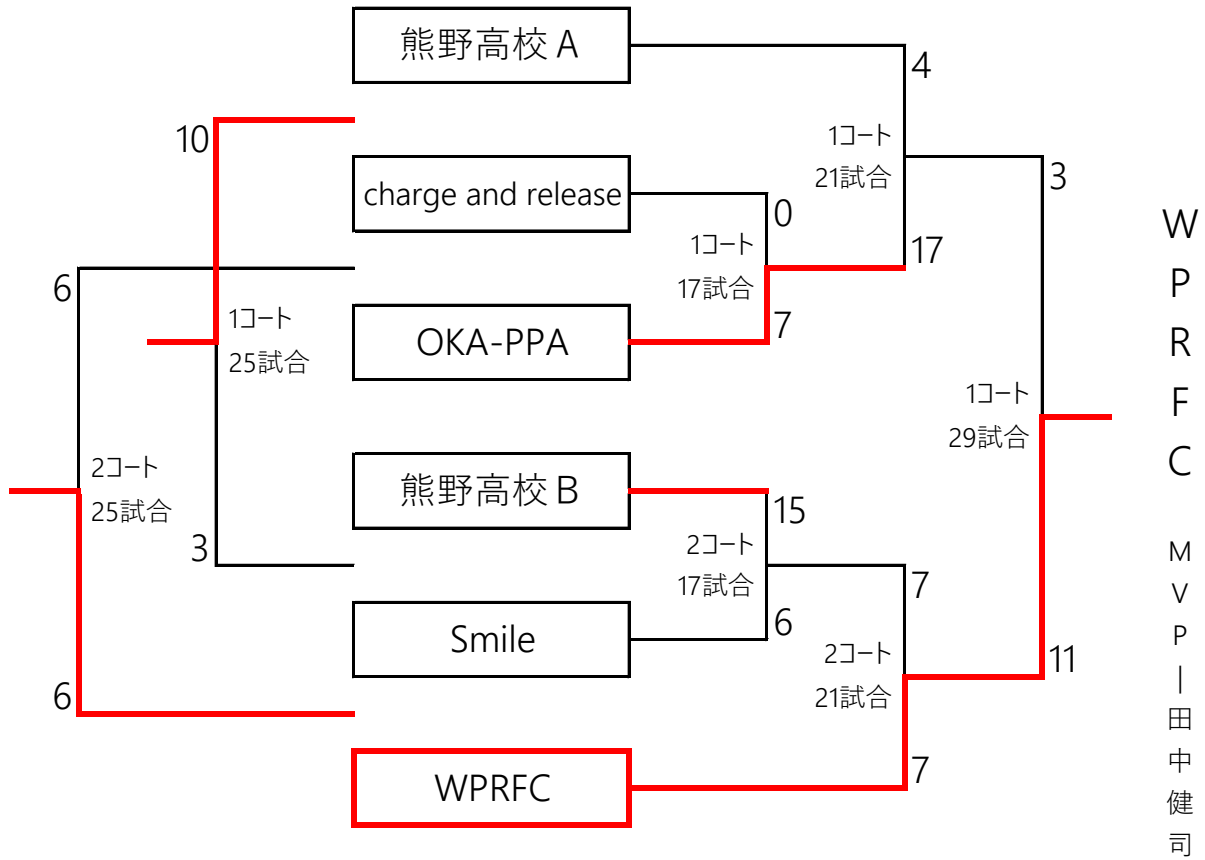 熊野高校 A
4
10
1コート
21試合
3
charge and release
0
1コート
17試合
17
6
1コート
25試合
OKA-PPA
7
1コート
29試合
2コート
25試合
熊野高校 B
15
3
2コート
17試合
7
Smile
6
2コート
21試合
11
6
WPRFC
7
WPRFC MVP―田中健司